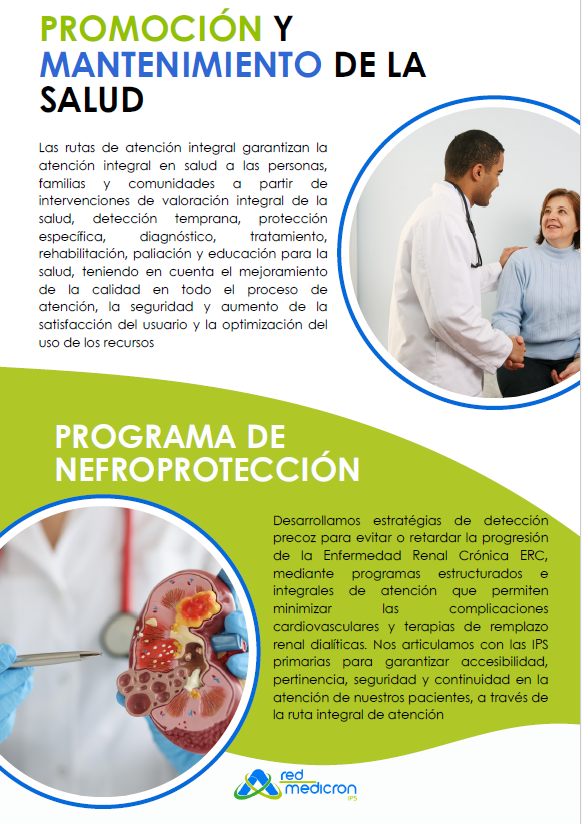 PROMOCIÓN Y
MANTENIMIENTO DE LA
SALUD
Las rutas de atención integral garantizan la
atención integral en salud a las personas,
familias y comunidades a partir de
intervenciones de valoración integral de la
salud, detección temprana, protección
específica, diagnóstico, tratamiento,
rehabilitación, paliación y educación para la
salud, teniendo en cuenta el mejoramiento
de la calidad en todo el proceso de
atención, la seguridad y aumento de la
satisfacción del usuario y la optimización del
uso de los recursos
PROGRAMA DE
NEFROPROTECCIÓN
Desarrollamos estratégias de detección
precoz para evitar o retardar la progresión
de la Enfermedad Renal Crónica ERC,
mediante programas estructurados e
integrales de atención que permiten
minimizar las complicaciones
cardiovasculares y terapias de remplazo
renal dialíticas. Nos articulamos con las IPS
primarias para garantizar accesibilidad,
pertinencia, seguridad y continuidad en la
atención de nuestros pacientes, a través de
la ruta integral de atención
red
medicron
IPS